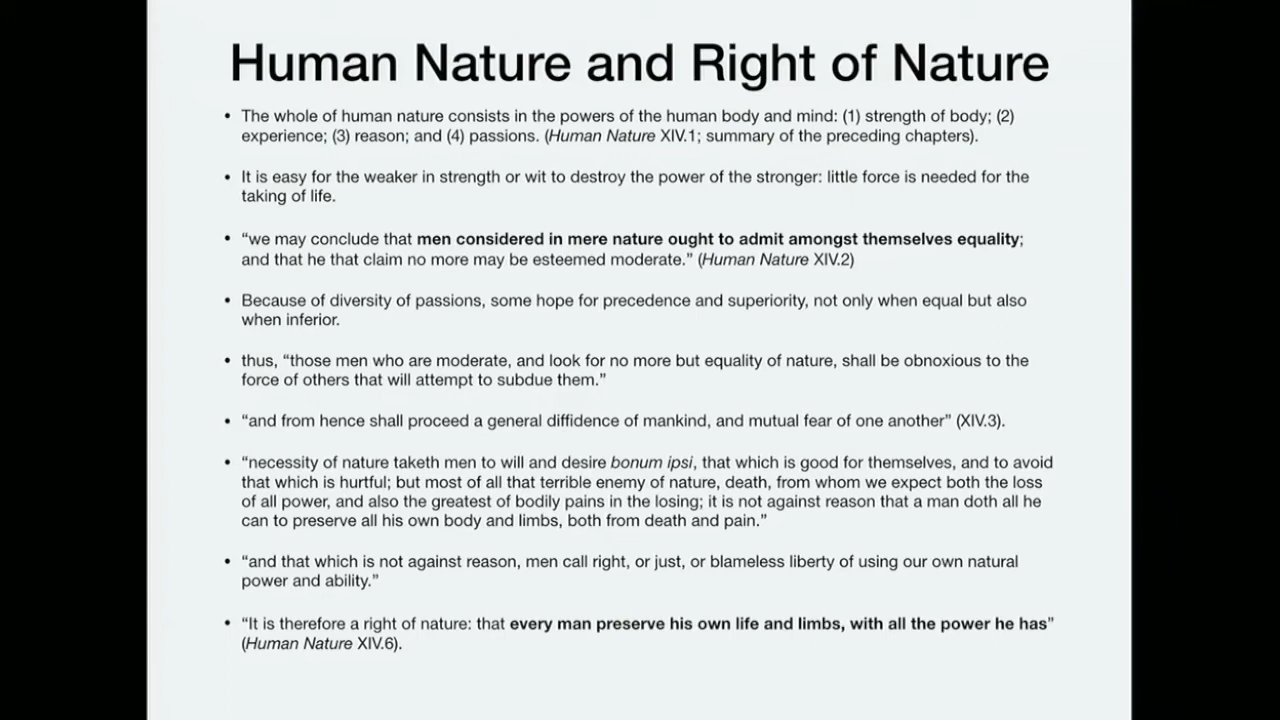 Human Nature and Right of Nature
• The whole of human nature consists in the powers of the human body and mind: (1) strength of body; (2)
experience; (3) reason; and (4) passions. (Human Nature XIV.1; summary of the preceding chapters).
• It is easy for the weaker in strength or wit to destroy the power of the stronger: little force is needed for the
taking of life.
• “we may conclude that men considered in mere nature ought to admit amongst themselves equality;
and that he that claim no more may be esteemed moderate.” (Human Nature XIV.2)
• Because of diversity of passions, some hope for precedence and superiority, not only when equal but also
when inferior.
• thus, “those men who are moderate, and look for no more but equality of nature, shall be obnoxious to the
force of others that will attempt to subdue them.”
• “and from hence shall proceed a general diffidence of mankind, and mutual fear of one another” (XIV.3).
• “necessity of nature taketh men to will and desire bonum ipsi, that which is good for themselves, and to avoid
that which is hurtful; but most of all that terrible enemy of nature, death, from whom we expect both the loss
of all power, and also the greatest of bodily pains in the losing; it is not against reason that a man doth all he
can to preserve all his own body and limbs, both from death and pain.”
• “and that which is not against reason, men call right, or just, or blameless liberty of using our own natural
power and ability.”
• “It is therefore a right of nature: that every man preserve his own life and limbs, with all the power he has”
(Human Nature XIV.6).